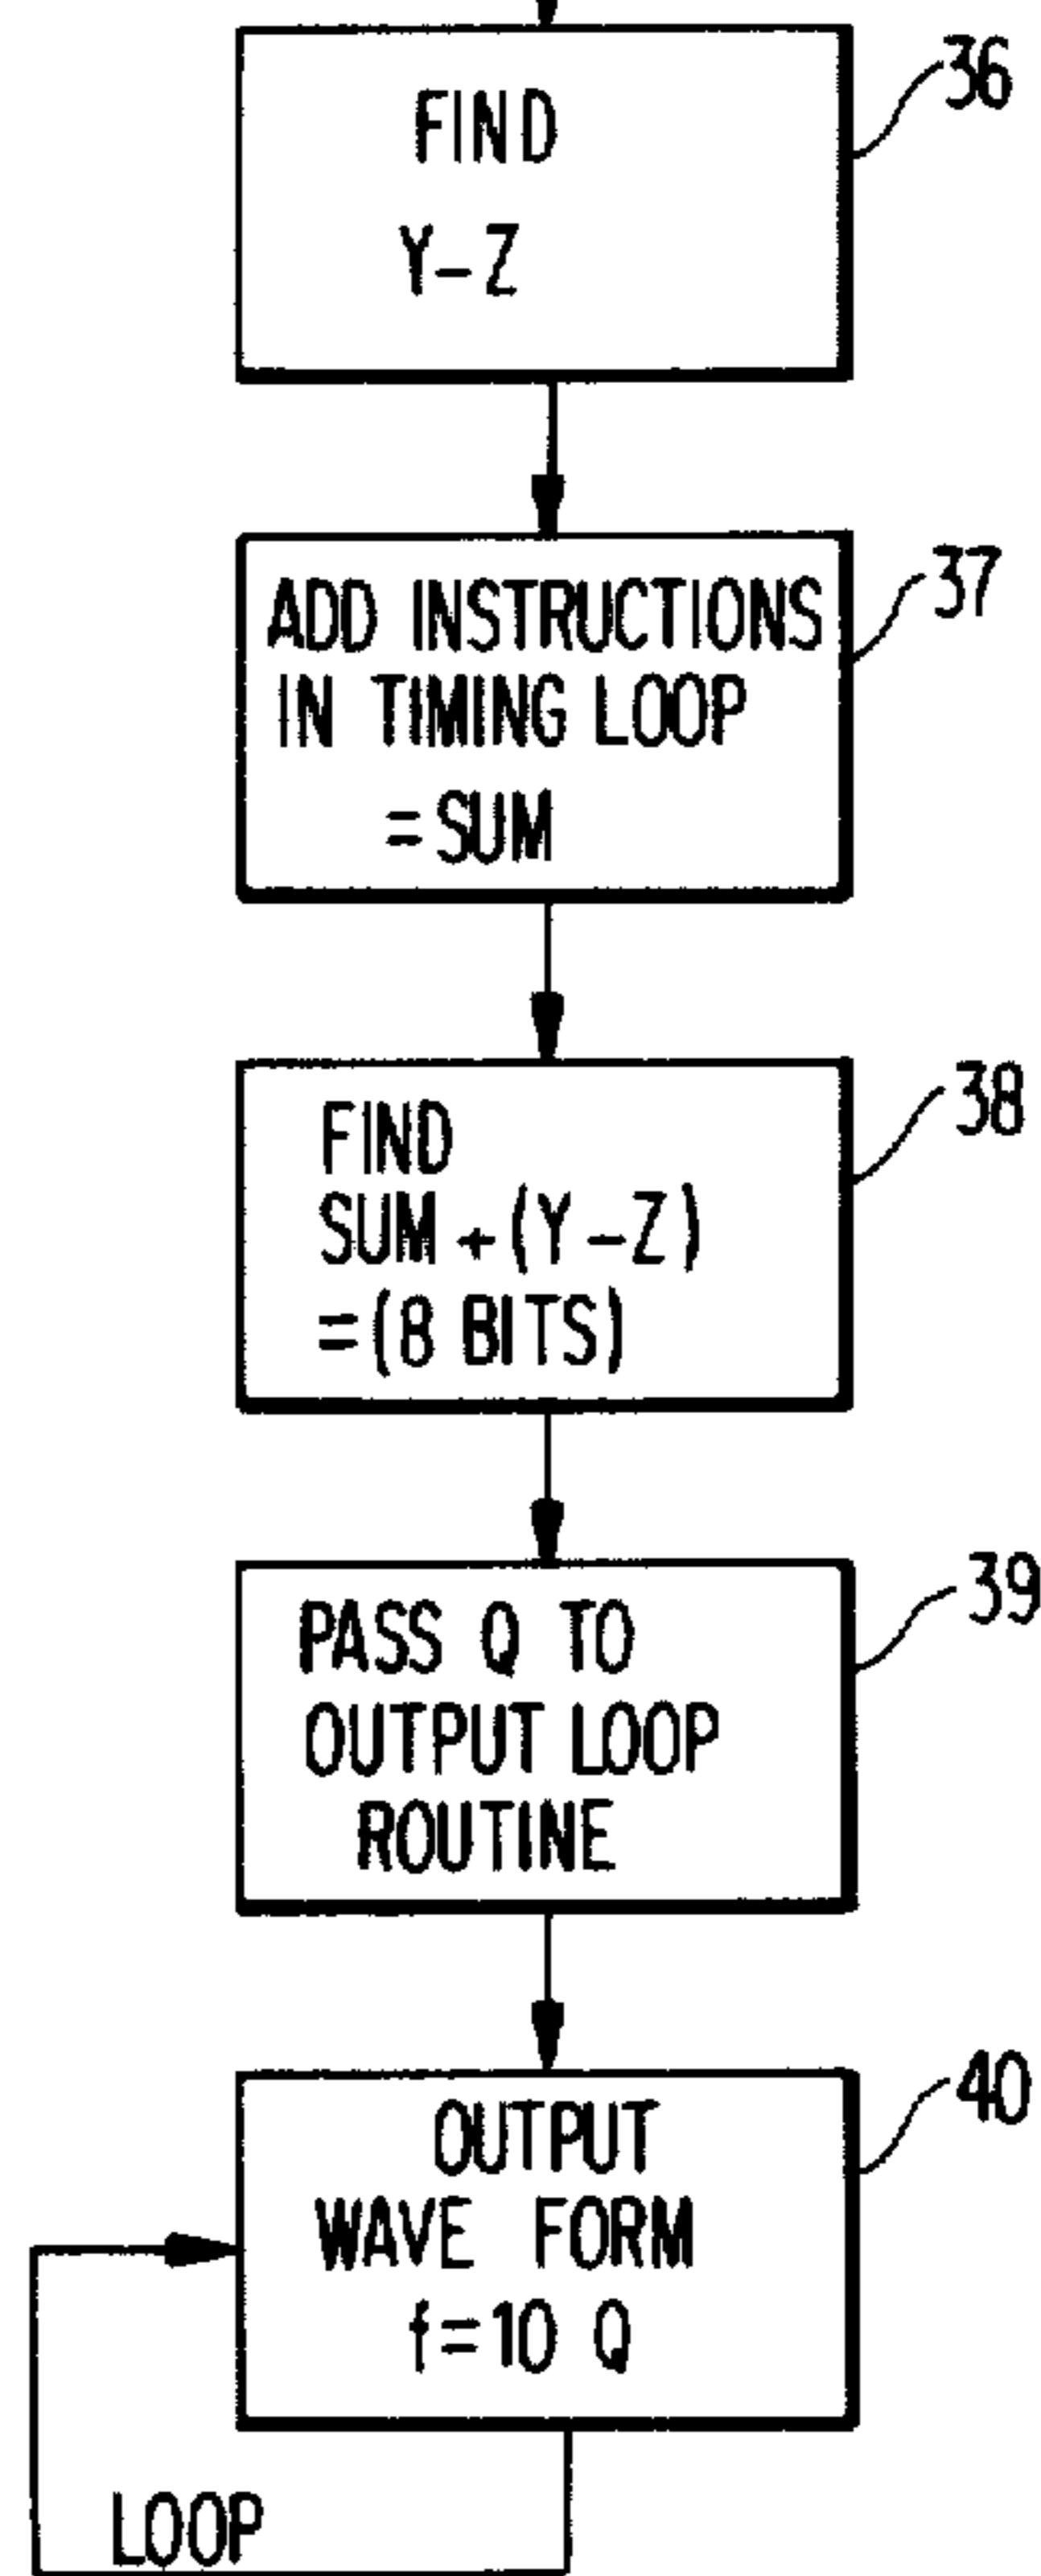 36
FIND
Y-Z
37
ADD INSTRUCTIONS
IN TIMING LOOP
=SUM
38
FIND
SUM+(Y-Z)
=(8 BITS)
39
PASS Q TO
OUTPUT LOOP
ROUTINE
40
OUTPUT
WAVE FORM
f=10 Q
LOOP